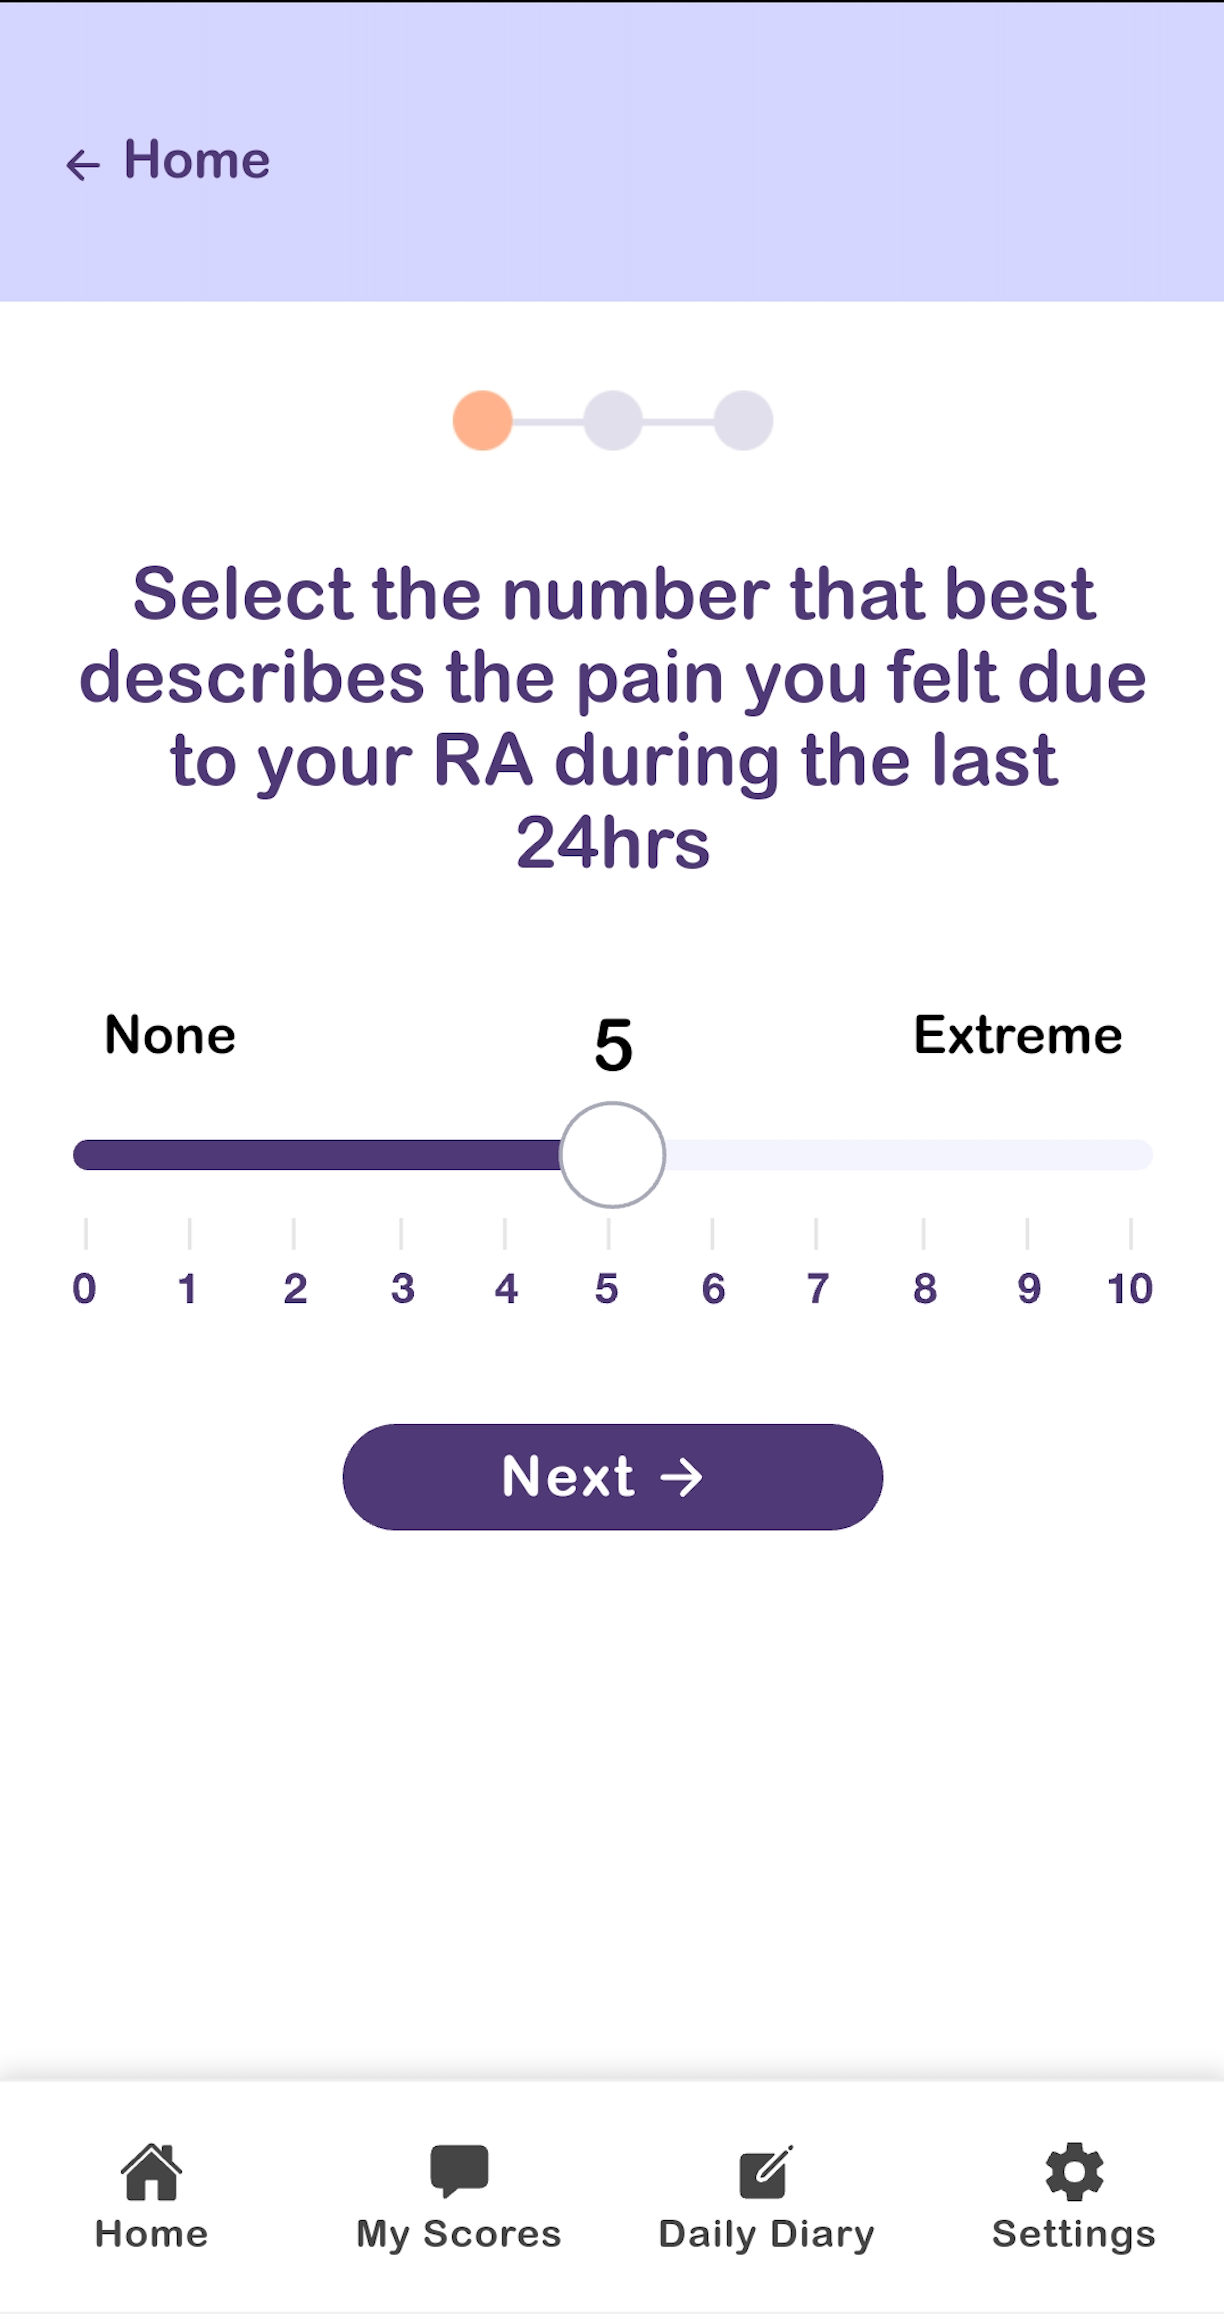 ← Home
Select the number that best
describes the pain you felt due
to your RA during the last
24hrs
None 5 Extreme
0 1 2 3 4 5 6 7 8 9 10
Next →
Home My Scores Daily Diary Settings